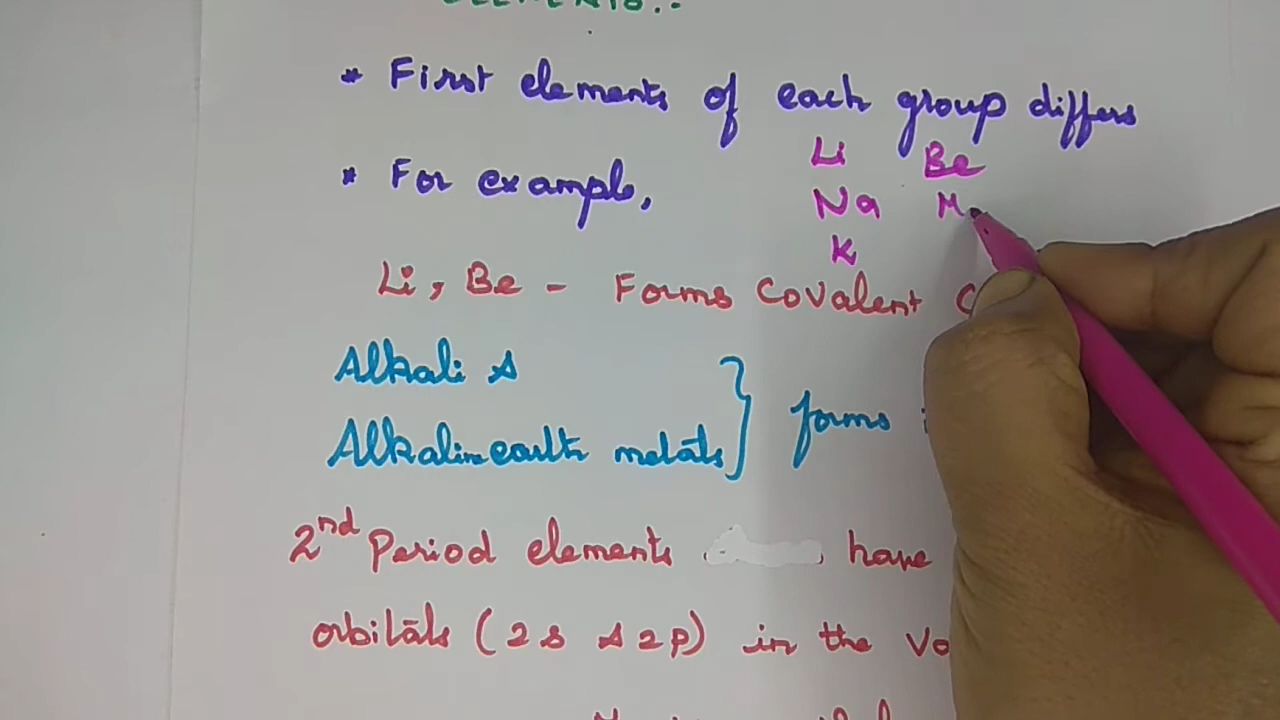 * First elements of each group differs
Li Be
* For example,
Na M
K
Li, Be - Forms Covalent
Alkali &
Alkaline earth metals } forms
2nd Period elements have
orbitals (2s & 2p) in the